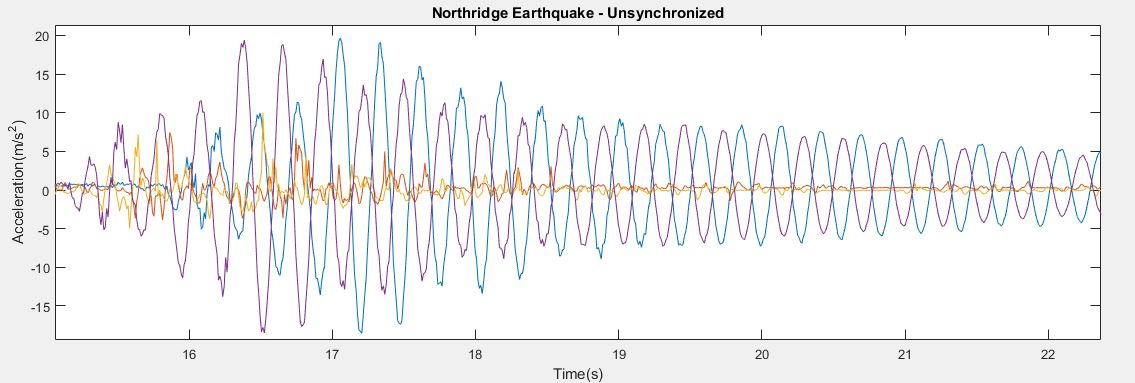 Northridge Earthquake - Unsynchronized
20
15
10
5
0
-5
-10
-15
Acceleration(m/s²)
16 17 18 19 20 21 22
Time(s)